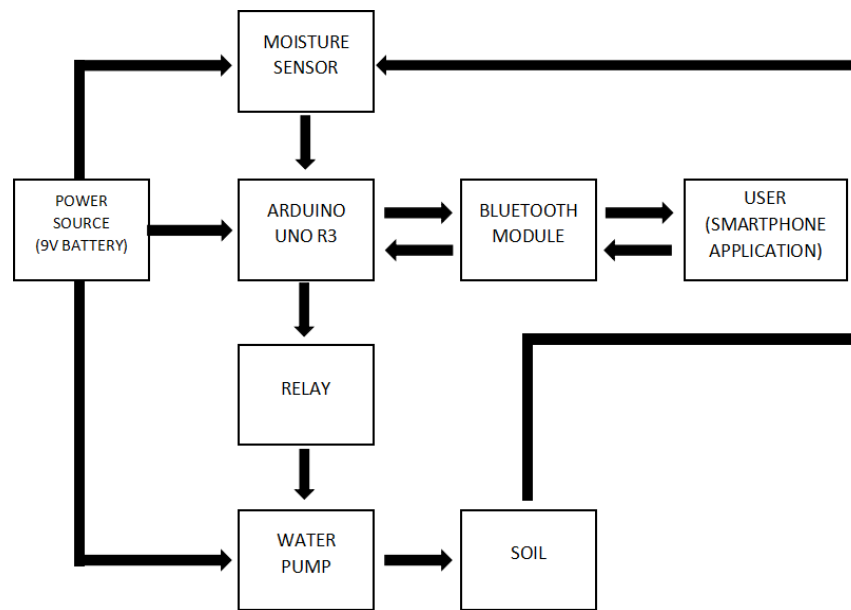 MOISTURE
SENSOR
POWER
SOURCE
(9V BATTERY)
ARDUINO
UNO R3
BLUETOOTH
MODULE
USER
(SMARTPHONE
APPLICATION)
RELAY
WATER
PUMP
SOIL